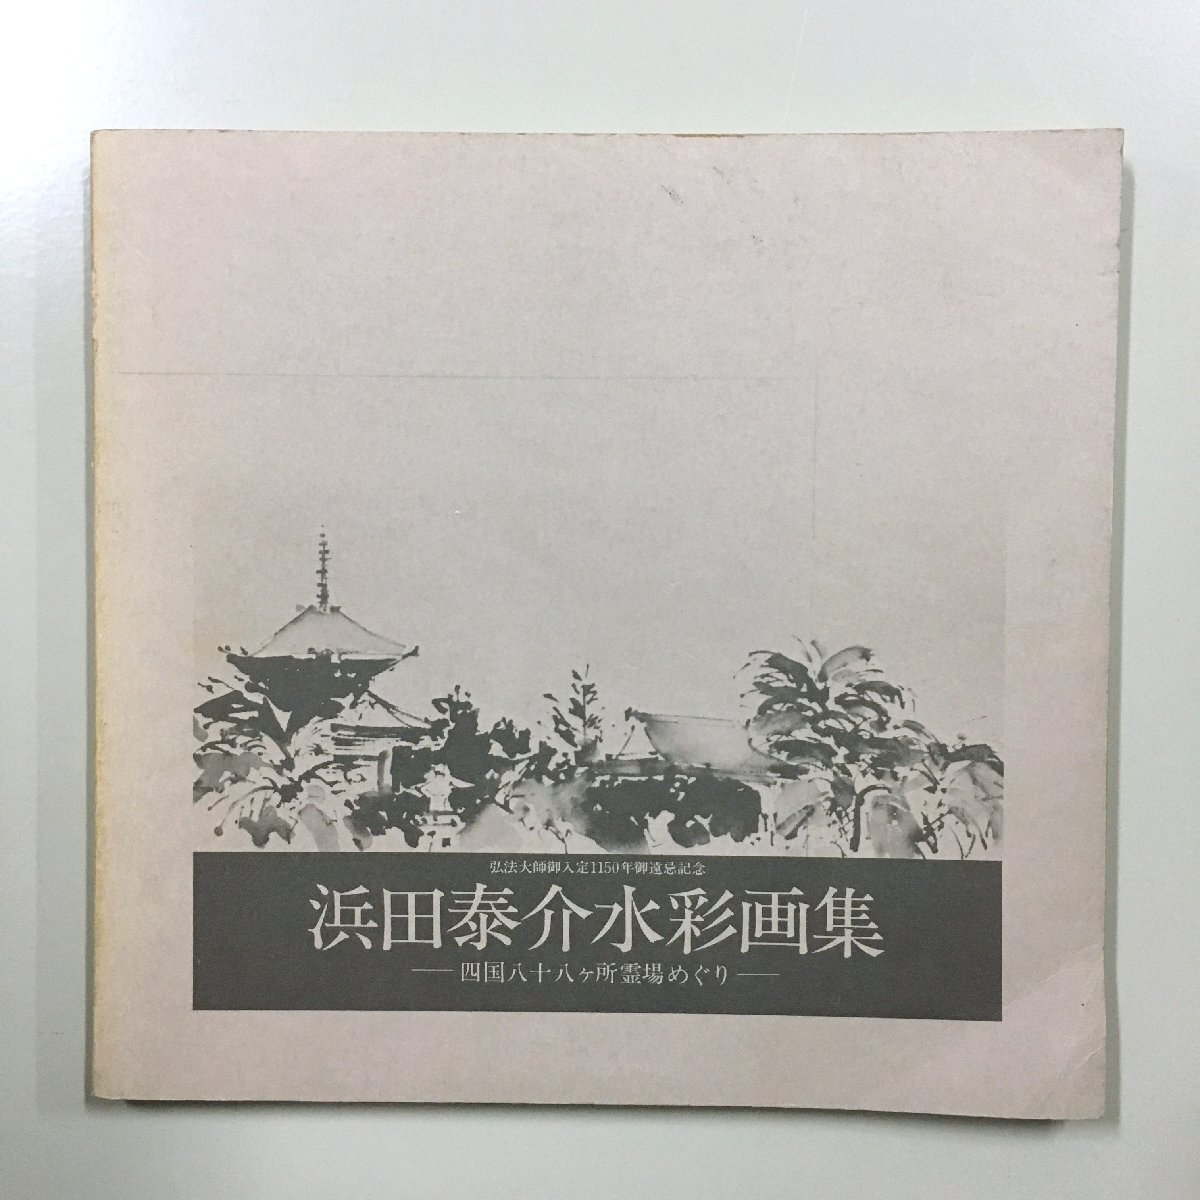 弘法大師御入定1150年御遠忌記念
浜田泰介水彩画集
―四国八十八ヶ所霊場めぐり―